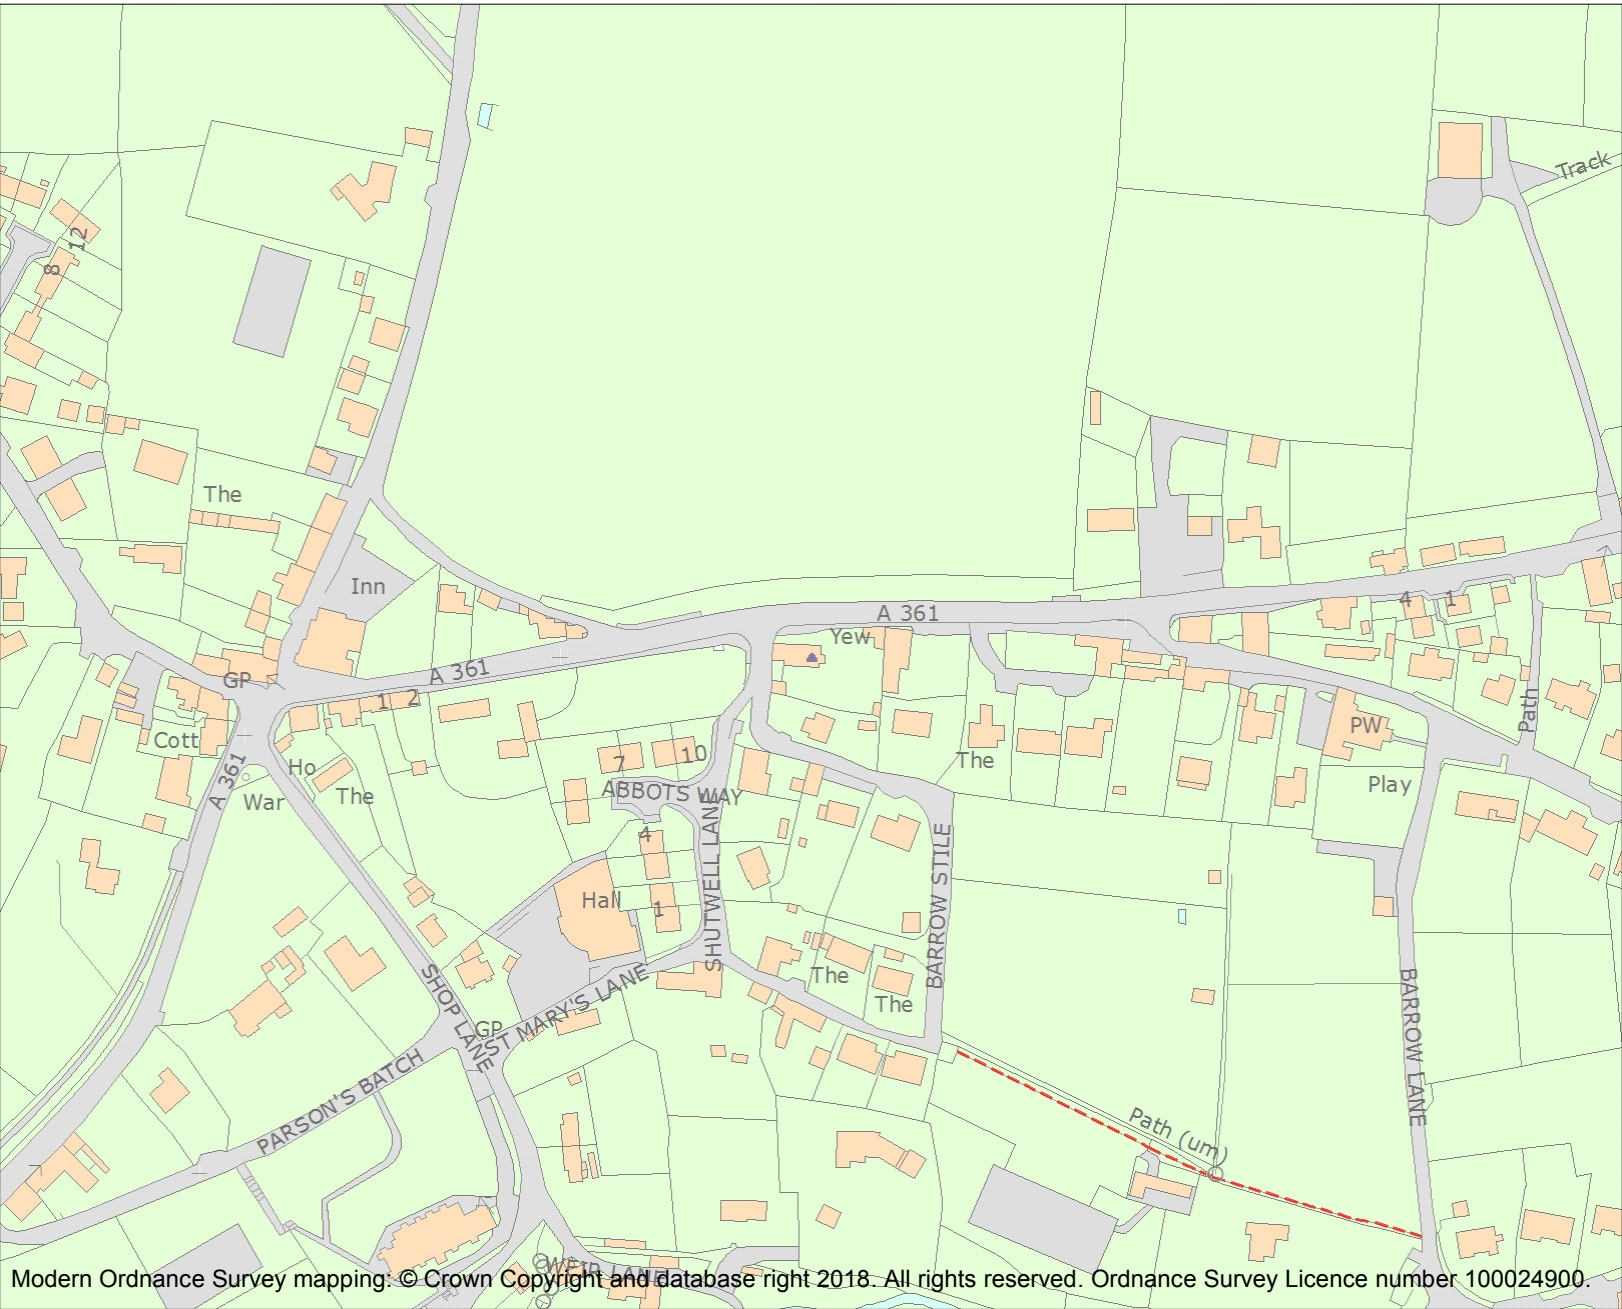 Track
12
8
The
Inn
A 361
Yew
4
1
A 361
GP
1
2
Path
PW
Cott
7
10
Ho
The
The
Play
ABBOTS WAY
A 361
War
4
Hall
1
SHUTWELL LANE
BARROW STILE
The
The
SHOP LANE
GP
ST MARY'S LANE
BARROW LANE
PARSON'S BATCH
Path (um)
WEIR LANE
Modern Ordnance Survey mapping: © Crown Copyright and database right 2018. All rights reserved. Ordnance Survey Licence number 100024900.